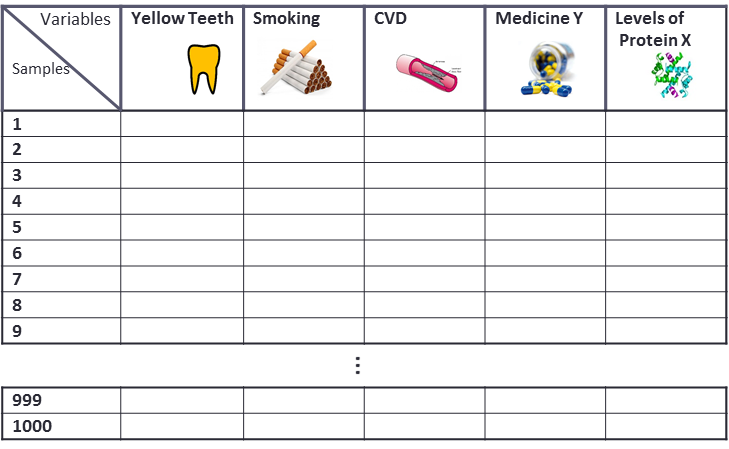 Variables
Samples
Yellow Teeth
Smoking
CVD
Medicine Y
Levels of
Protein X
1
2
3
4
5
6
7
8
9
⋮
999
1000